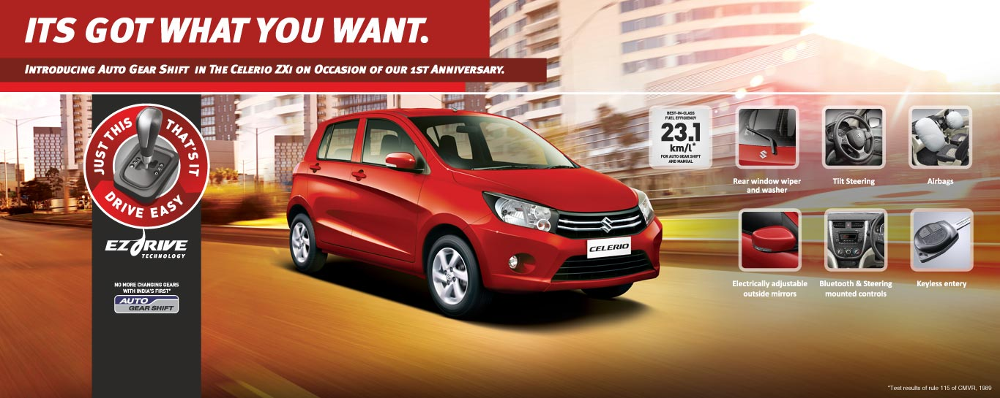 ITS GOT WHAT YOU WANT.
INTRODUCING AUTO GEAR SHIFT IN THE CELERIO ZXI ON OCCASION OF OUR 1ST ANNIVERSARY.
JUST THIS
THAT'S IT
DRIVE EASY
EZDRIVE
TECHNOLOGY
NO MORE CHANGING GEARS
WITH INDIA'S FIRST*
AUTO
GEAR SHIFT
CELERIO
BEST-IN-CLASS
FUEL EFFICIENCY
23.1
km/l*
FOR AUTO GEAR SHIFT
AND MANUAL
Rear window wiper
and washer
Tilt Steering
Airbags
Electrically adjustable
outside mirrors
Bluetooth & Steering
mounted controls
Keyless entery
*Test results of rule 115 of CMVR, 1989